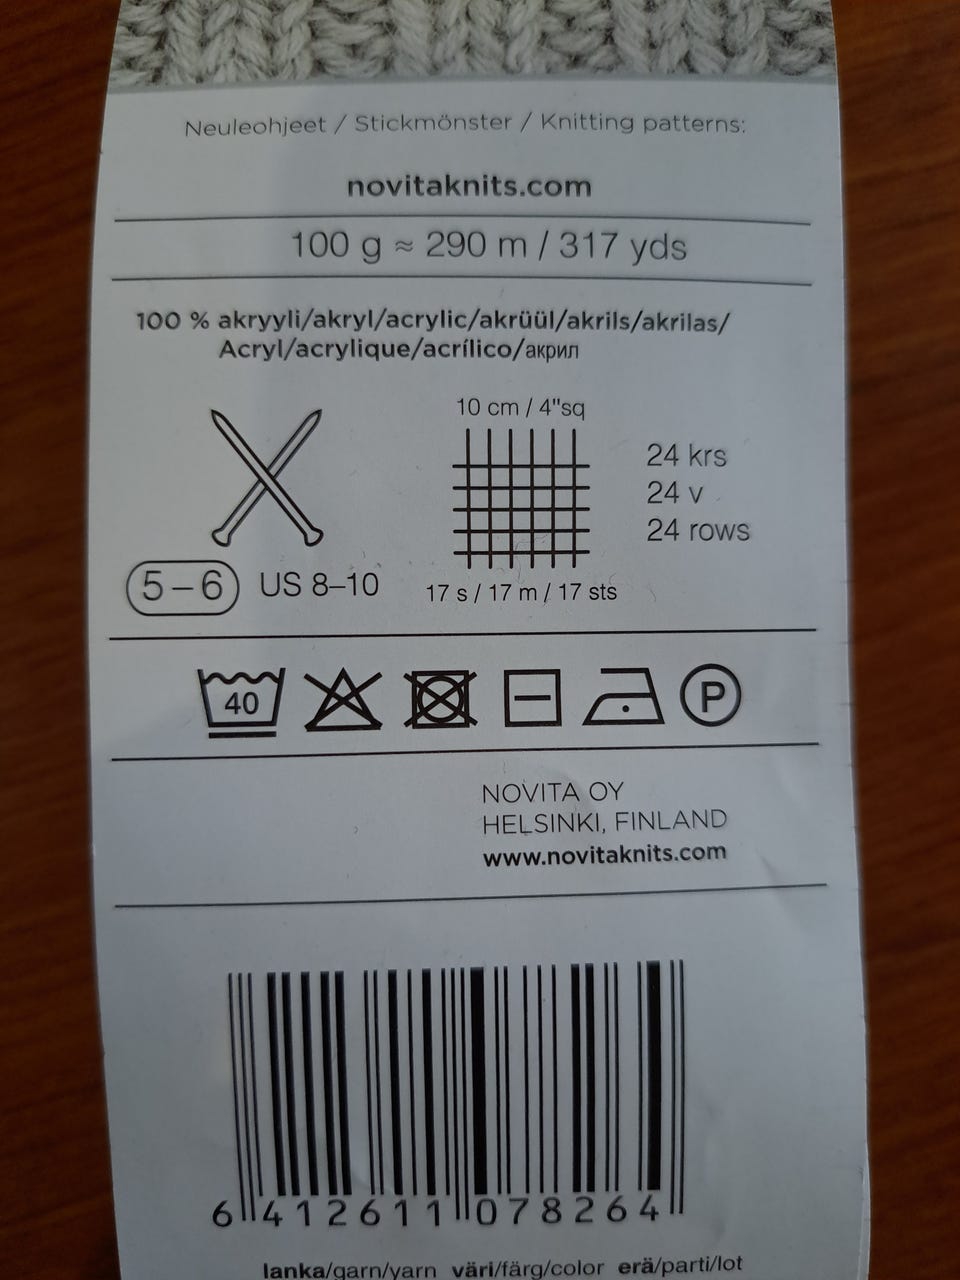 Neuleohjeet / Stickmönster / Knitting patterns:
novitaknits.com
100 g ≈ 290 m / 317 yds
100 % akryyli/akryl/acrylic/akrüül/akrils/akrilas/
Acryl/acrylique/acrílico/акрил
10 cm / 4"sq
24 krs
24 v
24 rows
5–6 US 8–10
17 s / 17 m / 17 sts
40
P
NOVITA OY
HELSINKI, FINLAND
www.novitaknits.com
6 412611 078264
lanka/garn/yarn väri/färg/color erä/parti/lot